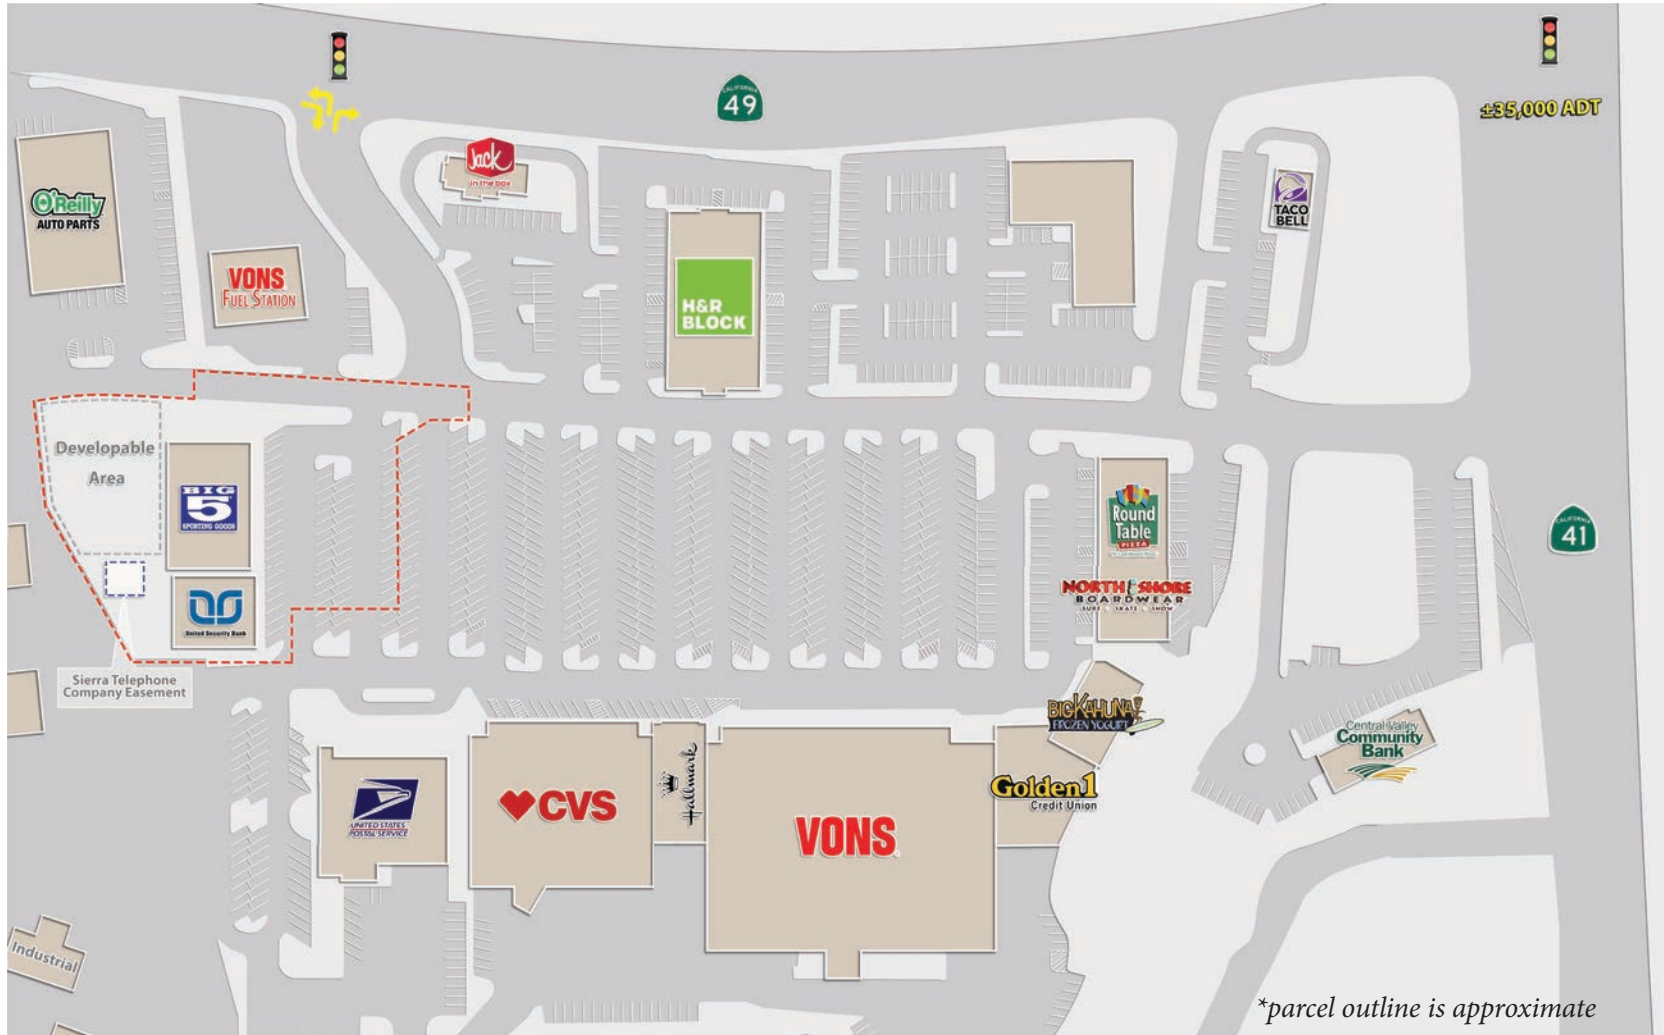 CALIFORNIA
49
±35,000 ADT
Jack
in the box
O'Reilly
AUTO PARTS
TACO
BELL
VONS
FUEL STATION
H&R
BLOCK
Developable
Area
BIG
5
SPORTING GOODS
Round
Table
PIZZA
CALIFORNIA
41
NORTH SHORE
BOARDWEAR
SURF SKATE SNOW
United Security Bank
Sierra Telephone
Company Easement
BIG KAHUNA
FROZEN YOGURT
Central Valley
Community
Bank
Hallmark
UNITED STATES
POSTAL SERVICE
CVS
VONS
Golden1
Credit Union
Industrial
*parcel outline is approximate